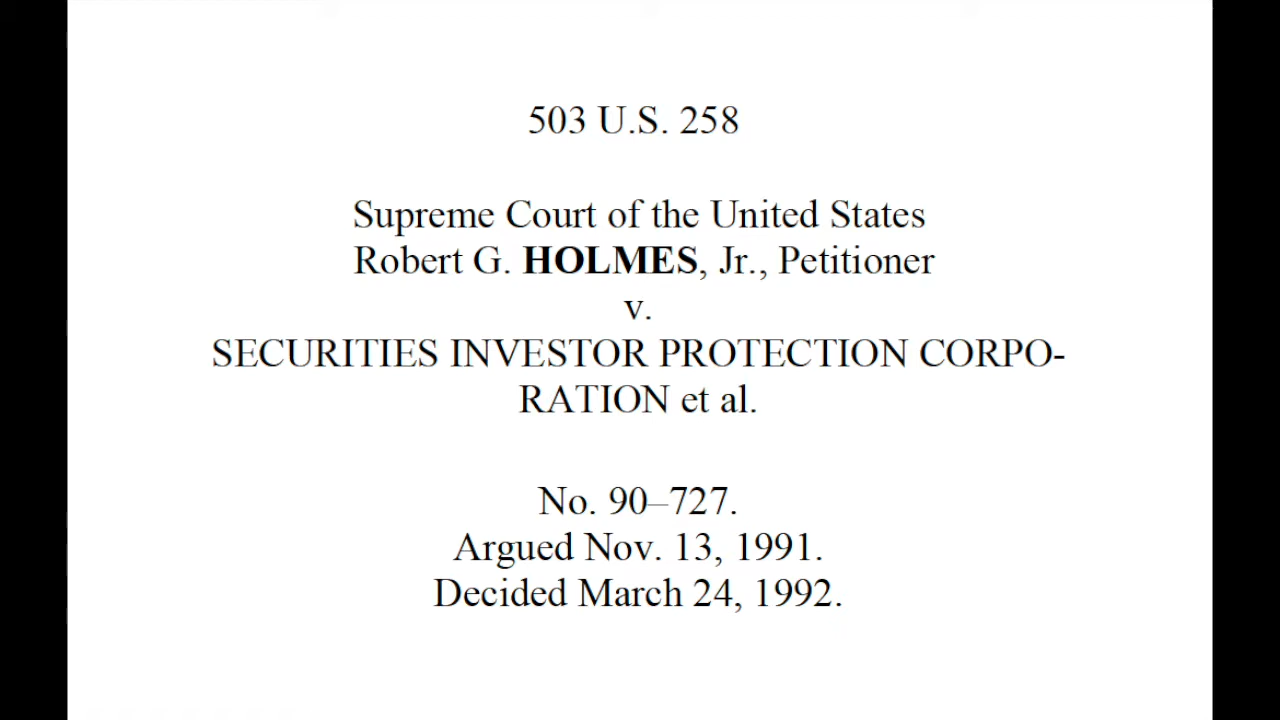 503 U.S. 258
Supreme Court of the United States
Robert G. HOLMES, Jr., Petitioner
v.
SECURITIES INVESTOR PROTECTION CORPO-
RATION et al.
No. 90–727.
Argued Nov. 13, 1991.
Decided March 24, 1992.